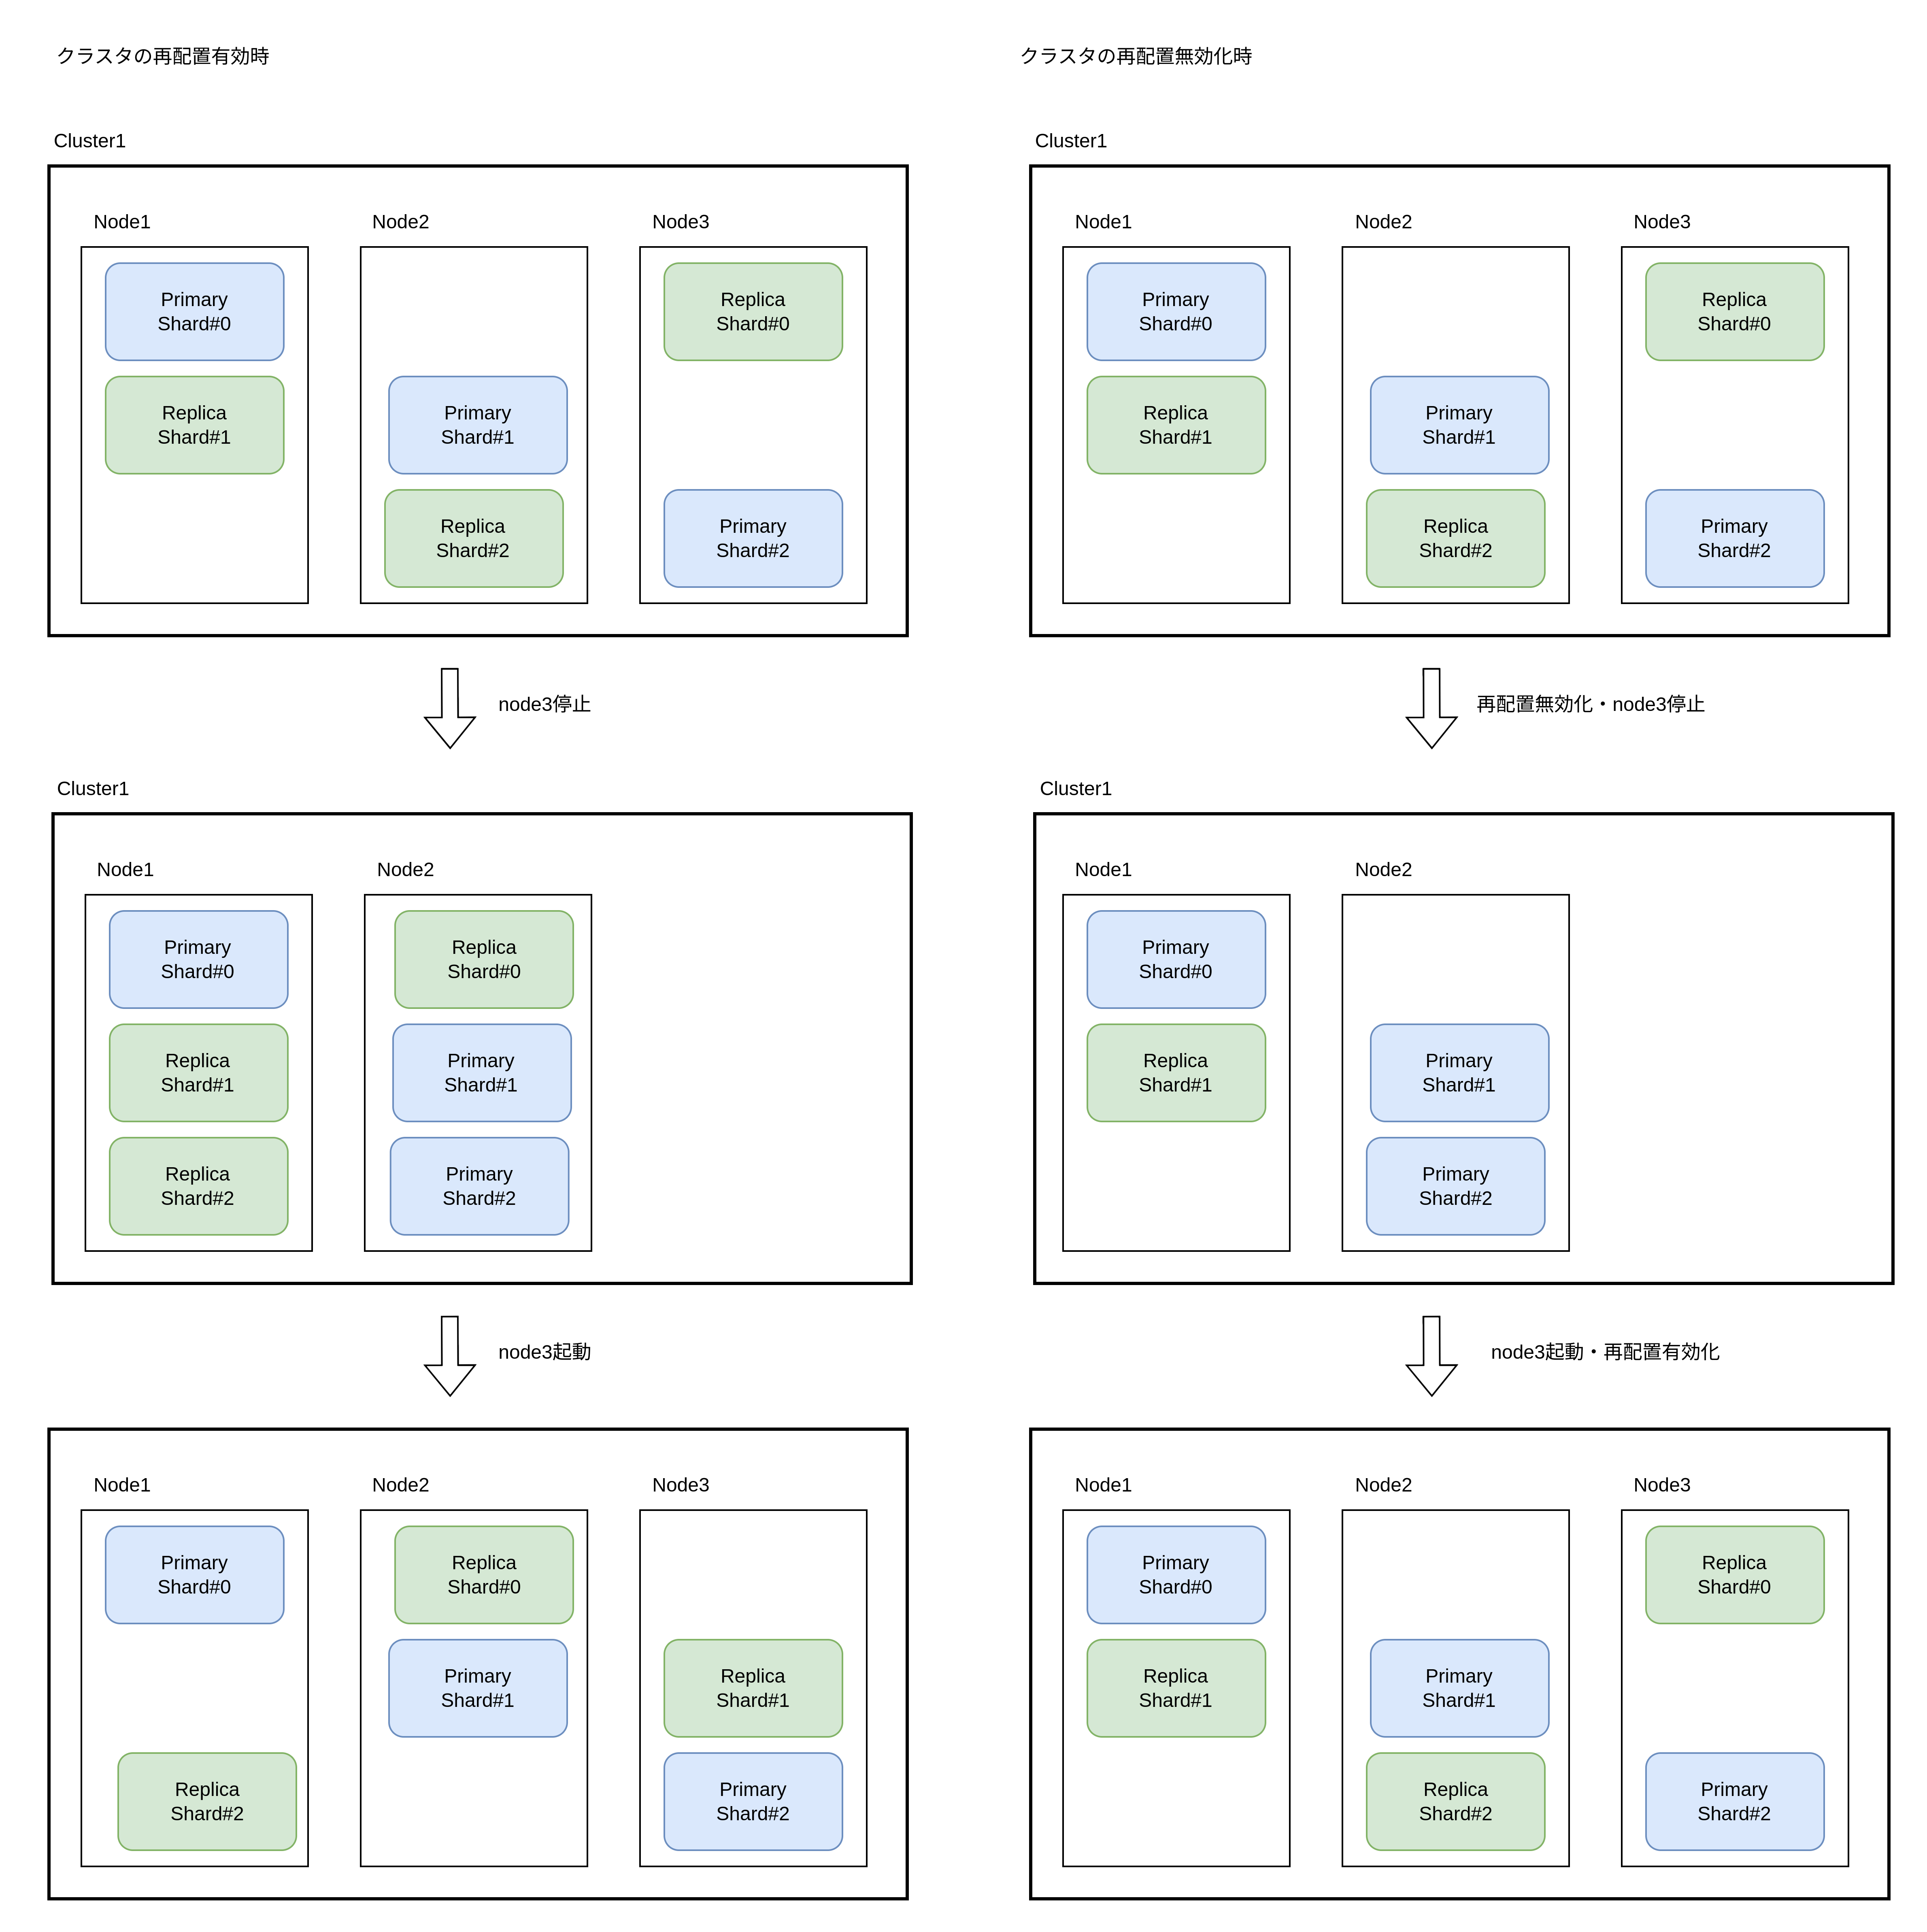 クラスタの再配置有効時
Cluster1
Node1
Node2
Node3
Primary
Shard#0
Replica
Shard#1
Primary
Shard#1
Replica
Shard#2
Replica
Shard#0
Primary
Shard#2
node3停止
Cluster1
Node1
Node2
Primary
Shard#0
Replica
Shard#1
Replica
Shard#2
Replica
Shard#0
Primary
Shard#1
Primary
Shard#2
node3起動
Node1
Node2
Node3
Primary
Shard#0
Replica
Shard#2
Replica
Shard#0
Primary
Shard#1
Replica
Shard#1
Primary
Shard#2
クラスタの再配置無効化時
Cluster1
Node1
Node2
Node3
Primary
Shard#0
Replica
Shard#1
Primary
Shard#1
Replica
Shard#2
Replica
Shard#0
Primary
Shard#2
再配置無効化・node3停止
Cluster1
Node1
Node2
Primary
Shard#0
Replica
Shard#1
Primary
Shard#1
Primary
Shard#2
node3起動・再配置有効化
Node1
Node2
Node3
Primary
Shard#0
Replica
Shard#1
Primary
Shard#1
Replica
Shard#2
Replica
Shard#0
Primary
Shard#2